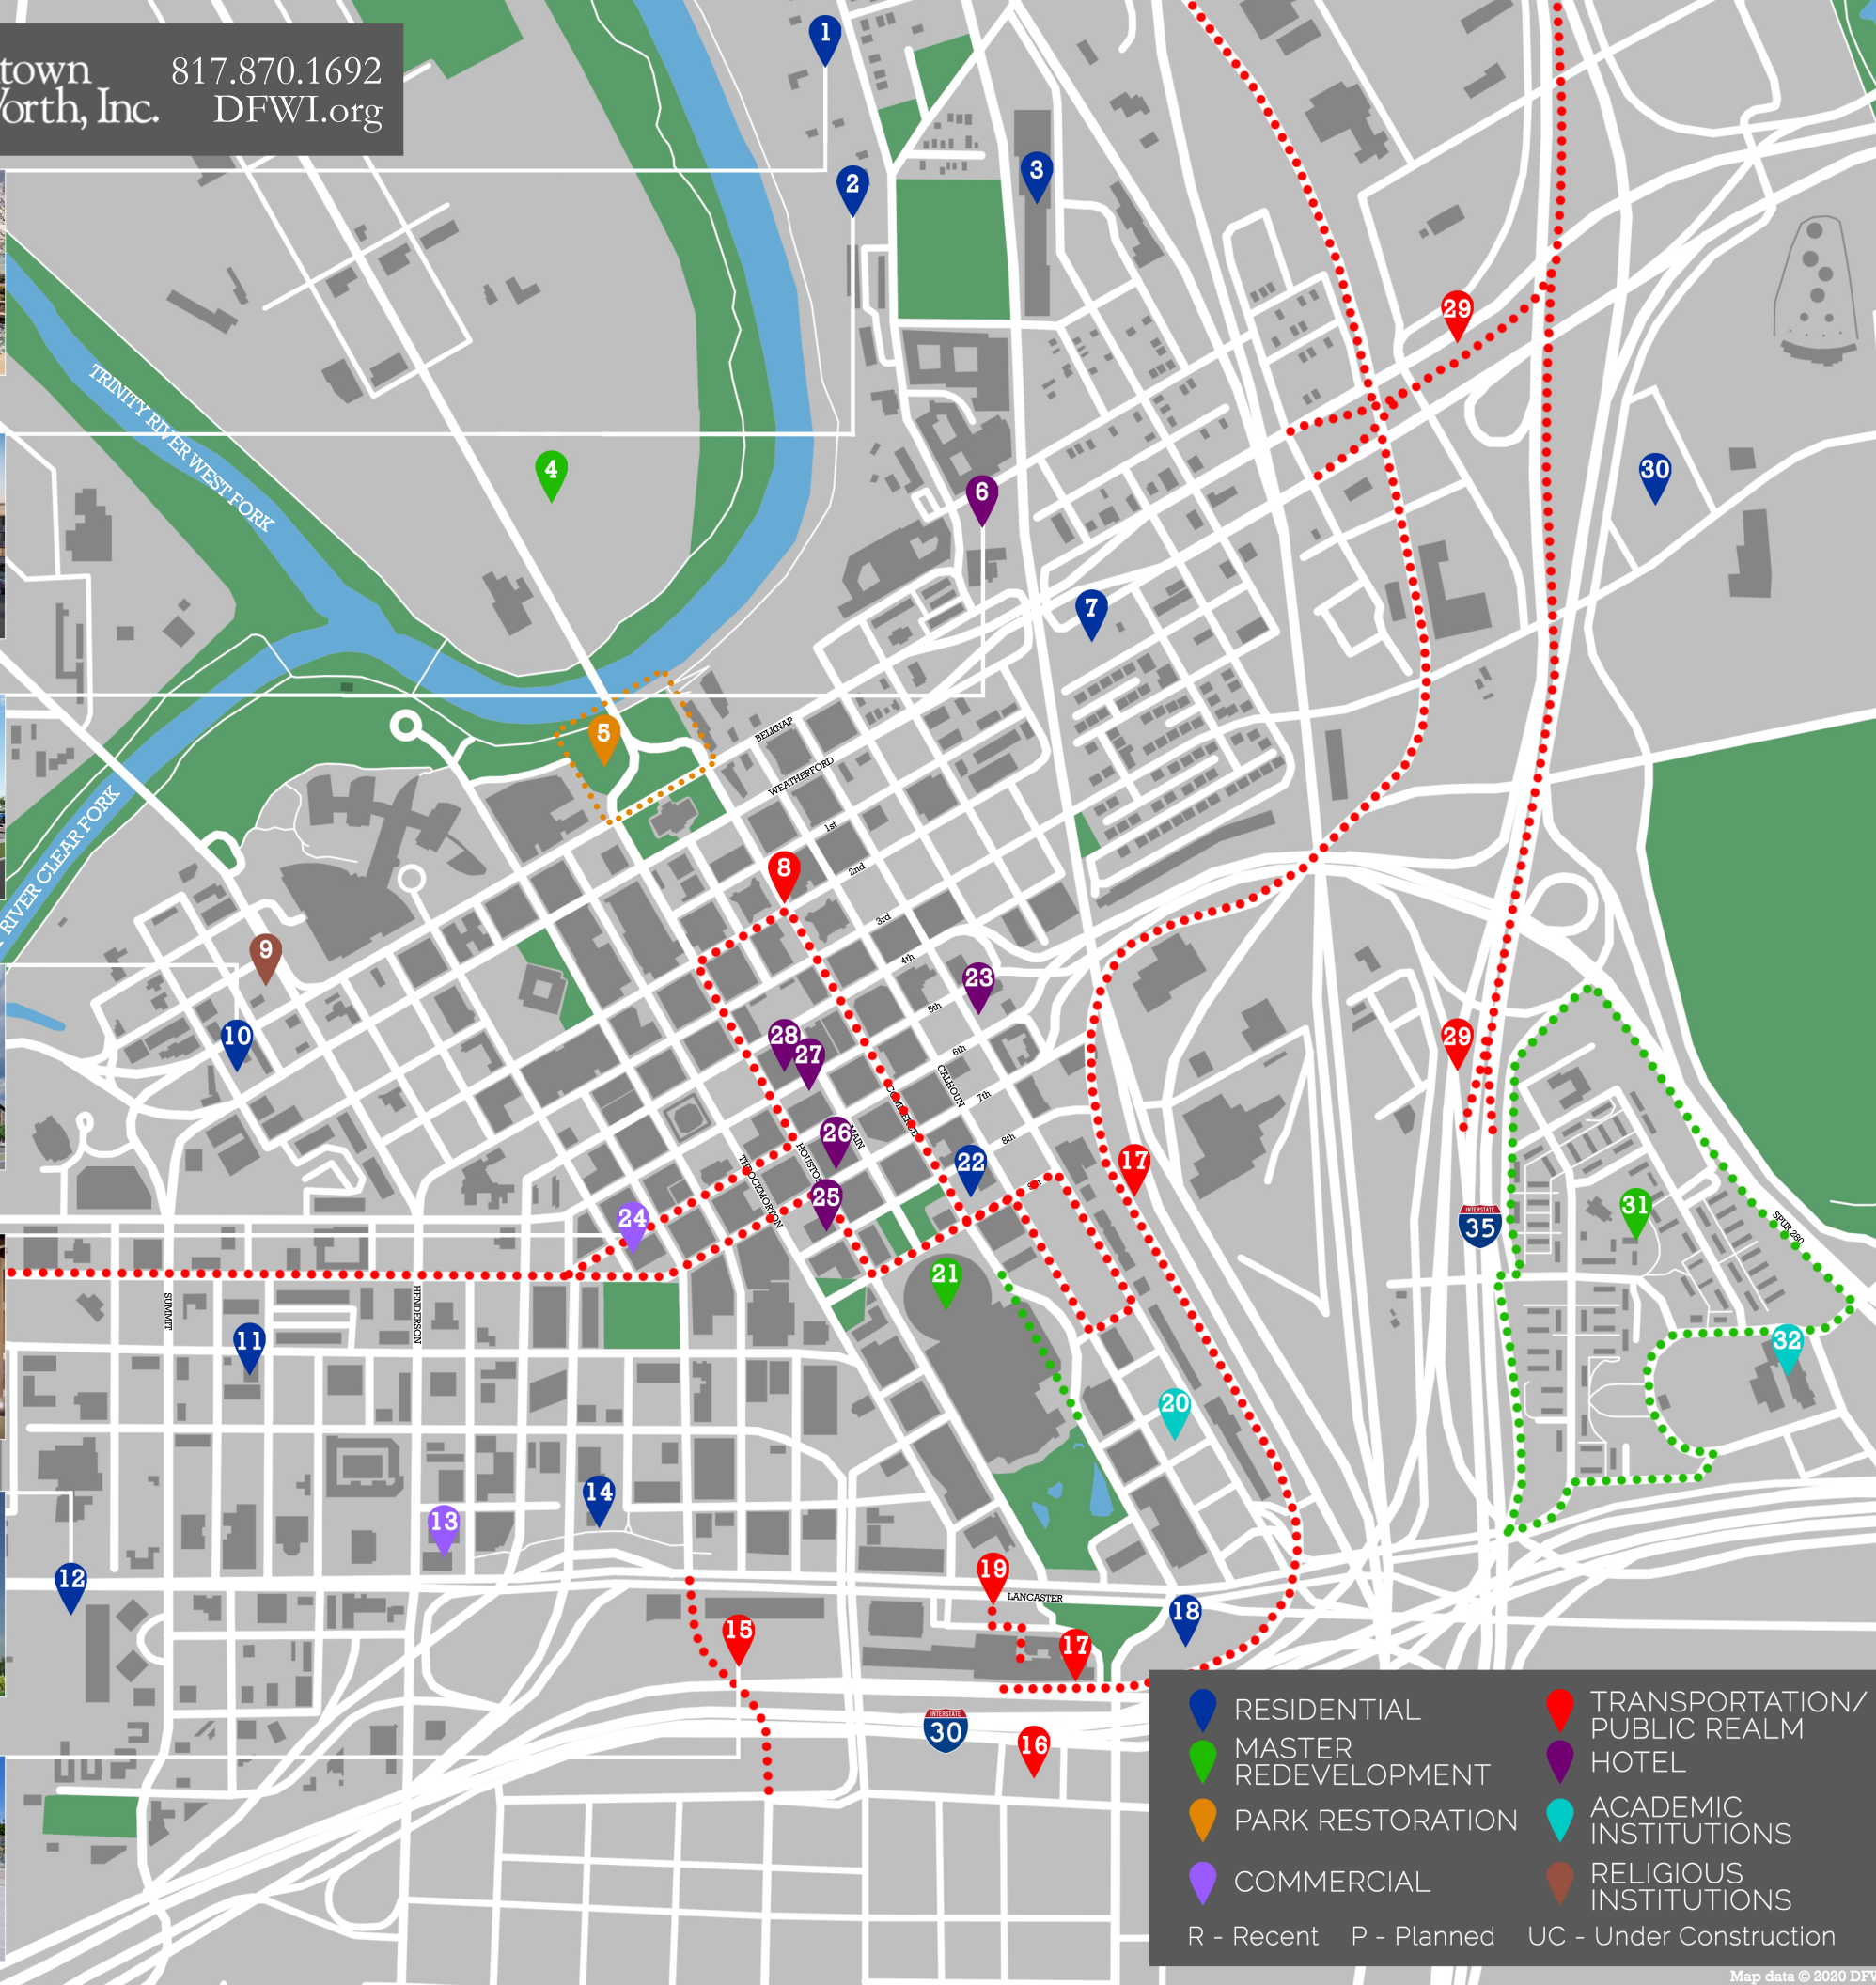 town
orth, Inc.
817.870.1692
DFWI.org
1
2
3
29
TRINITY RIVER WEST FORK
4
6
30
7
5
BELKNAP
WEATHERFORD
1st
8
2nd
RIVER CLEAR FORK
3rd
9
4th
23
5th
10
28
27
6th
29
CALHOUN
7th
COMMERCE
26
MAIN
8th
HOUSTON
THROCKMORTON
22
17
9th
25
24
INTERSTATE
35
31
SPUR 280
21
SUMMIT
HENDERSON
11
32
20
14
13
12
19
LANCASTER
18
15
17
INTERSTATE
30
16
RESIDENTIAL
MASTER
REDEVELOPMENT
PARK RESTORATION
COMMERCIAL
TRANSPORTATION/
PUBLIC REALM
HOTEL
ACADEMIC
INSTITUTIONS
RELIGIOUS
INSTITUTIONS
R - Recent P - Planned UC - Under Construction
Map data © 2020 DF